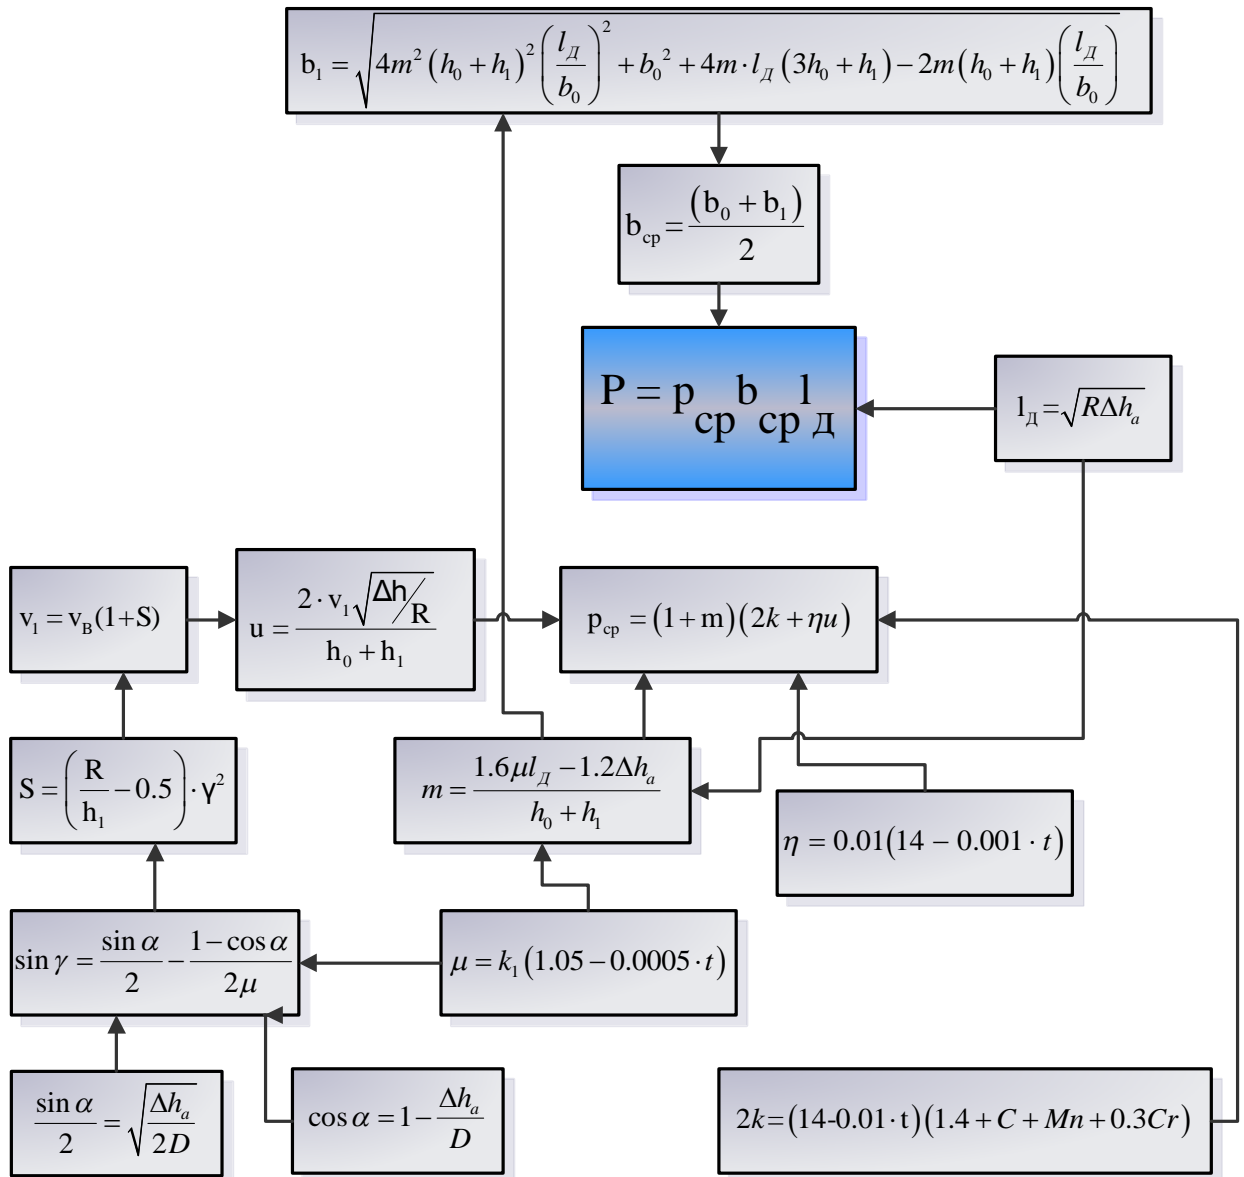 b₁ = √(4m²(h₀ + h₁)²(l_Д/b₀)² + b₀² + 4m·l_Д(3h₀ + h₁) − 2m(h₀ + h₁)(l_Д/b₀))
b_ср = (b₀ + b₁)/2
P = p_ср b_ср l_д
l_Д = √(RΔh_a)
v₁ = v_В(1+S)
u = (2·v₁√(Δh/R))/(h₀ + h₁)
p_ср = (1 + m)(2k + ηu)
S = (R/h₁ − 0.5)·γ²
m = (1.6μl_Д − 1.2Δh_a)/(h₀ + h₁)
η = 0.01(14 − 0.001·t)
sin γ = sin α/2 − (1 − cos α)/2μ
μ = k₁(1.05 − 0.0005·t)
sin α/2 = √(Δh_a/2D)
cos α = 1 − Δh_a/D
2k = (14-0.01·t)(1.4 + C + Mn + 0.3Cr)